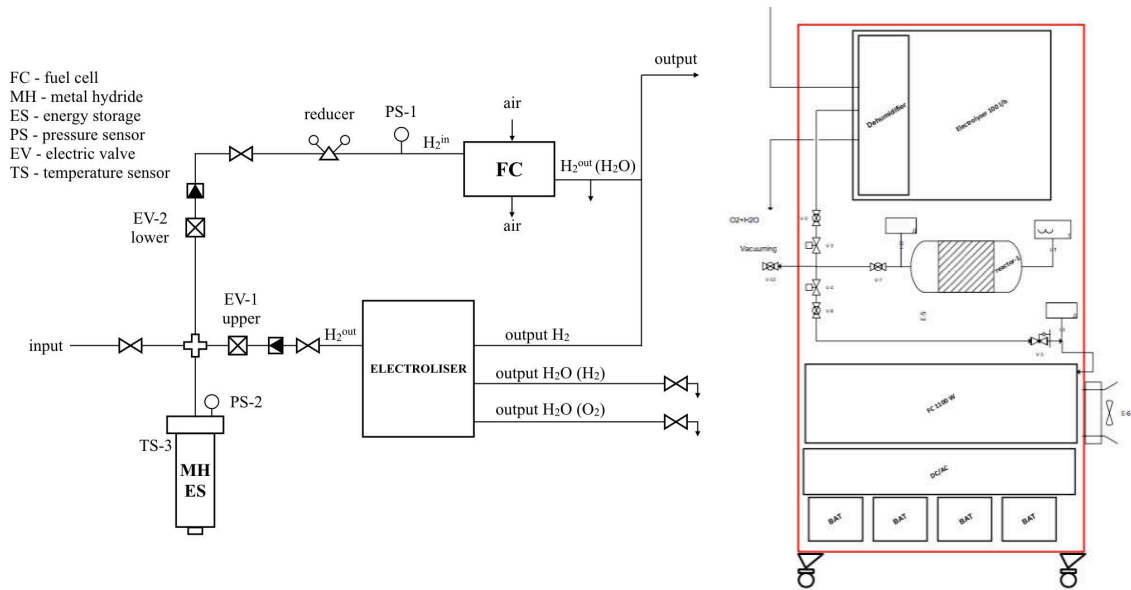 FC - fuel cell
MH - metal hydride
ES - energy storage
PS - pressure sensor
EV - electric valve
TS - temperature sensor
output
reducer
PS-1
air
H₂ⁱⁿ
FC
H₂ᵒᵘᵗ (H₂O)
air
EV-2
lower
EV-1
upper
input
H₂ᵒᵘᵗ
ELECTROLISER
output H₂
output H₂O (H₂)
output H₂O (O₂)
PS-2
TS-3
MH
ES
Dehumidifier
Electrolyser 100 l/h
O2+H2O
Vacuuming
V-7
reactor-1
FC 1100 W
E-6
DC/AC
BAT
BAT
BAT
BAT